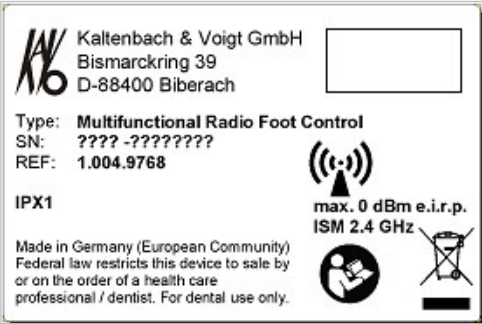 KAVO
Kaltenbach & Voigt GmbH
Bismarckring 39
D-88400 Biberach
Type: Multifunctional Radio Foot Control
SN: ???? -????????
REF: 1.004.9768
IPX1
max. 0 dBm e.i.r.p.
ISM 2.4 GHz
Made in Germany (European Community)
Federal law restricts this device to sale by
or on the order of a health care
professional / dentist. For dental use only.